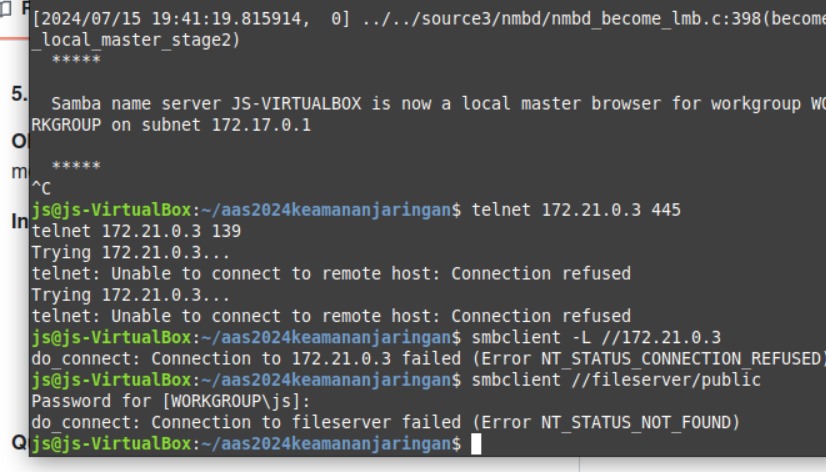 [2024/07/15 19:41:19.815914,  0] ../../source3/nmbd/nmbd_become_lmb.c:398(become
_local_master_stage2)
*****
5.
Samba name server JS-VIRTUALBOX is now a local master browser for workgroup WO
RKGROUP on subnet 172.17.0.1
*****
^C
js@js-VirtualBox:~/aas2024keamananjaringan$ telnet 172.21.0.3 445
telnet 172.21.0.3 139
Trying 172.21.0.3...
telnet: Unable to connect to remote host: Connection refused
Trying 172.21.0.3...
telnet: Unable to connect to remote host: Connection refused
js@js-VirtualBox:~/aas2024keamananjaringan$ smbclient -L //172.21.0.3
do_connect: Connection to 172.21.0.3 failed (Error NT_STATUS_CONNECTION_REFUSED)
js@js-VirtualBox:~/aas2024keamananjaringan$ smbclient //fileserver/public
Password for [WORKGROUP\js]:
do_connect: Connection to fileserver failed (Error NT_STATUS_NOT_FOUND)
js@js-VirtualBox:~/aas2024keamananjaringan$